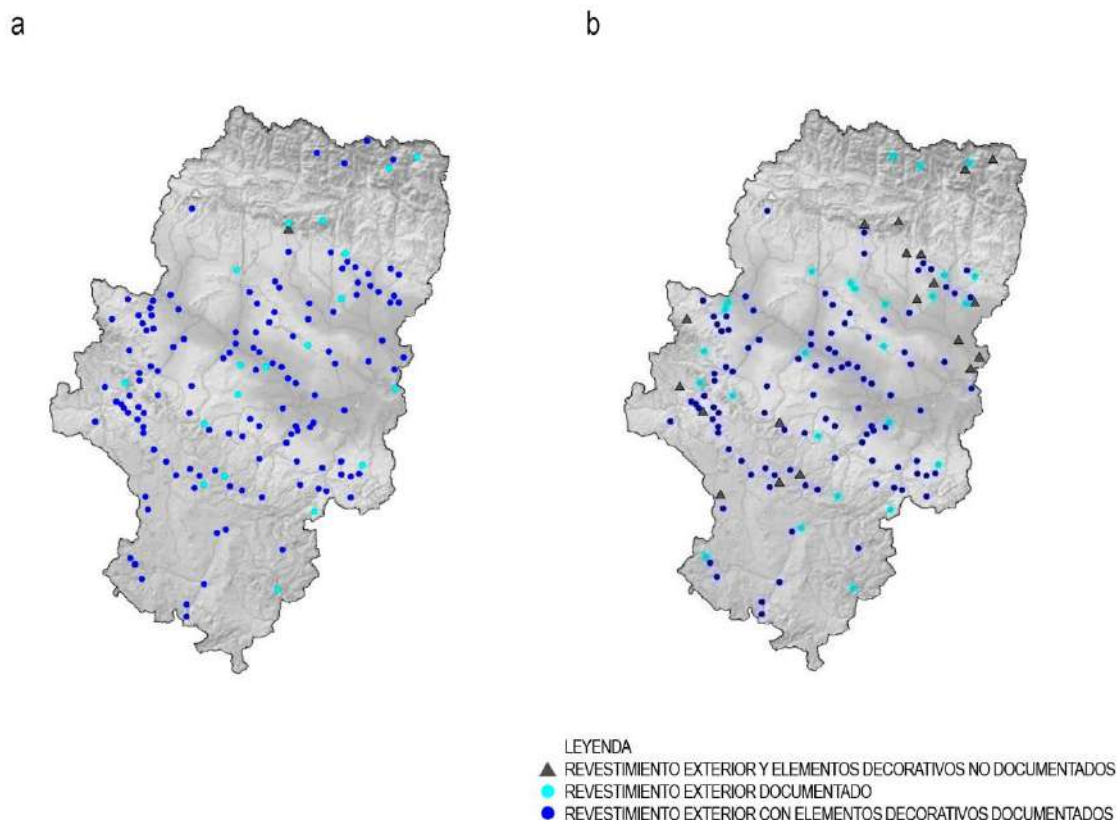 a
b
LEYENDA
REVESTIMIENTO EXTERIOR Y ELEMENTOS DECORATIVOS NO DOCUMENTADOS
REVESTIMIENTO EXTERIOR DOCUMENTADO
REVESTIMIENTO EXTERIOR CON ELEMENTOS DECORATIVOS DOCUMENTADOS